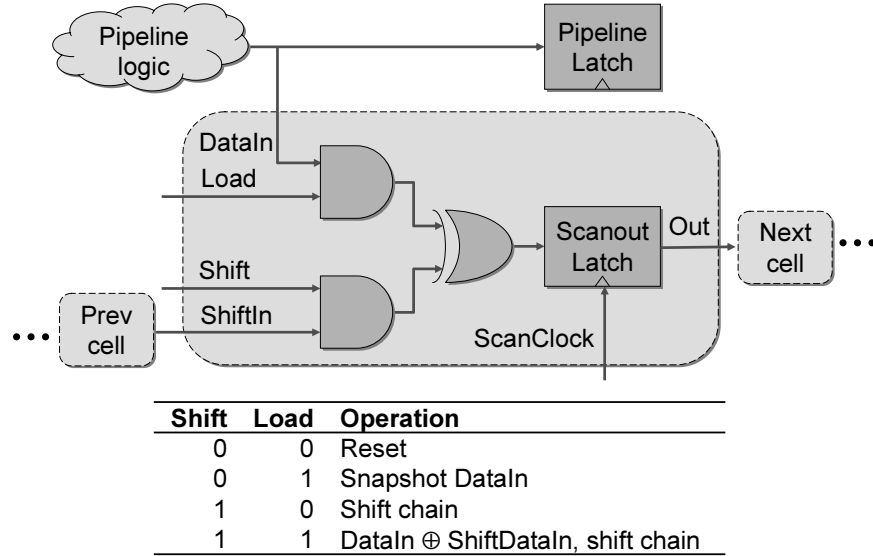 Pipeline
logic
Pipeline
Latch
DataIn
Load
Shift
ShiftIn
Prev
cell
Scanout
Latch
Out
Next
cell
ScanClock
Shift Load Operation
0 0 Reset
0 1 Snapshot DataIn
1 0 Shift chain
1 1 DataIn ⊕ ShiftDataIn, shift chain